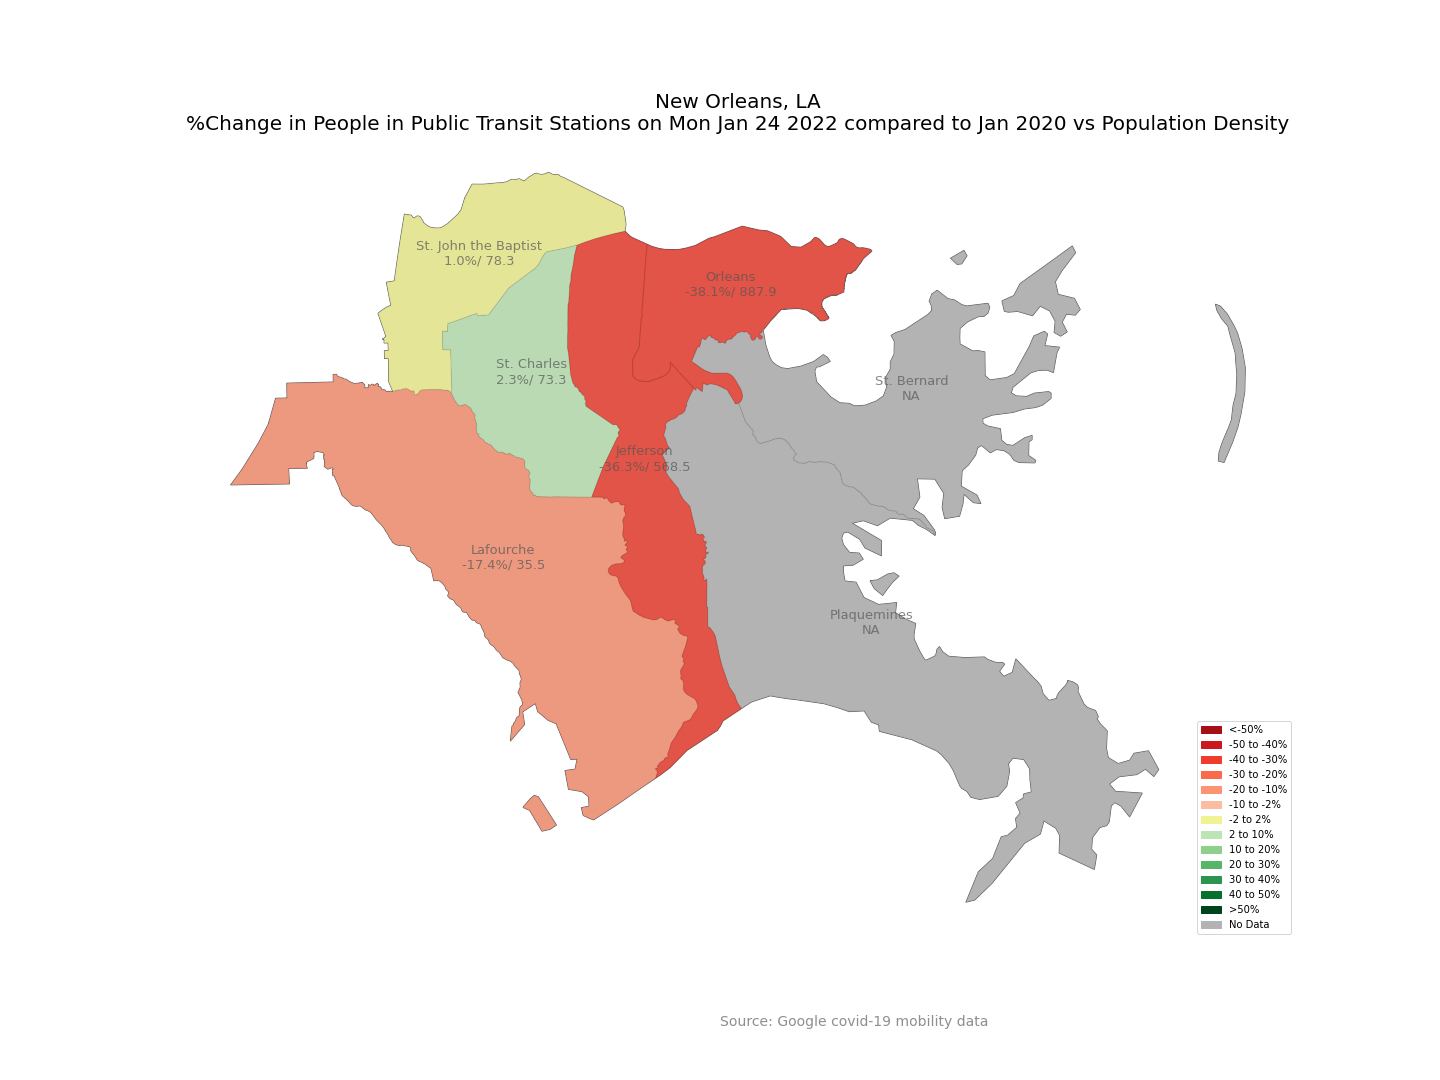 New Orleans, LA
%Change in People in Public Transit Stations on Mon Jan 24 2022 compared to Jan 2020 vs Population Density
St. John the Baptist
1.0%/ 78.3
Orleans
-38.1%/ 887.9
St. Charles
2.3%/ 73.3
St. Bernard
NA
Jefferson
-36.3%/ 568.5
Lafourche
-17.4%/ 35.5
Plaquemines
NA
<-50%
-50 to -40%
-40 to -30%
-30 to -20%
-20 to -10%
-10 to -2%
-2 to 2%
2 to 10%
10 to 20%
20 to 30%
30 to 40%
40 to 50%
>50%
No Data
Source: Google covid-19 mobility data